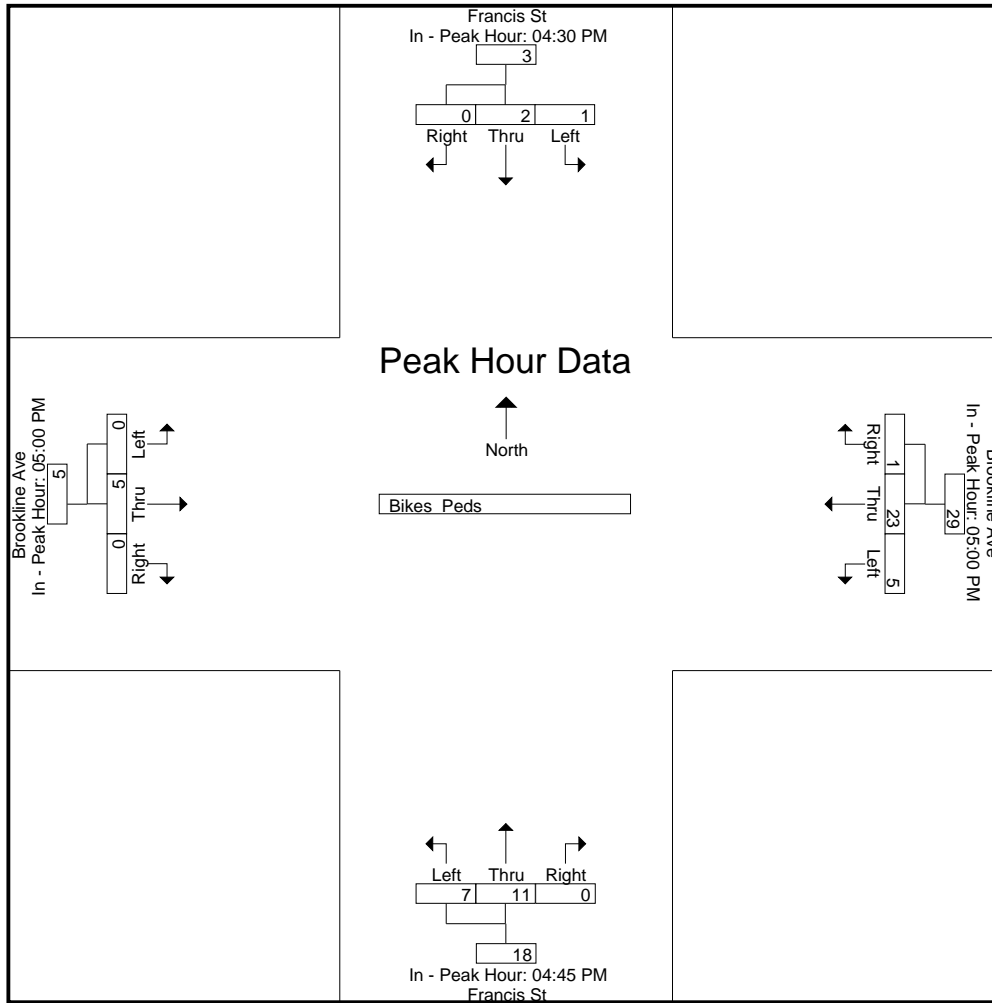 Francis St
In - Peak Hour: 04:30 PM
3
0 2 1
Right Thru Left
Peak Hour Data
North
Bikes Peds
Brookline Ave
In - Peak Hour: 05:00 PM
5
0 5 0
Left Thru Right
Right Thru Left
1 23 5
29
In - Peak Hour: 05:00 PM
Brookline Ave
Left Thru Right
7 11 0
18
In - Peak Hour: 04:45 PM
Francis St